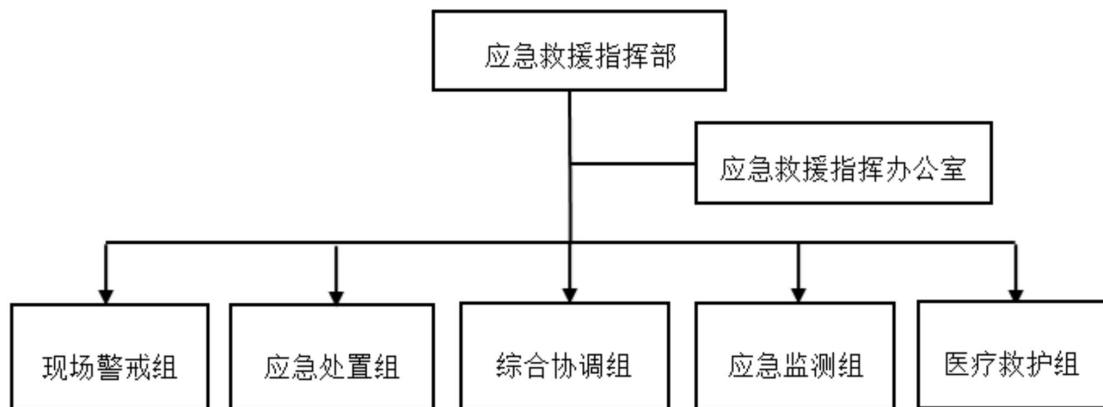 应急救援指挥部
应急救援指挥办公室
现场警戒组
应急处置组
综合协调组
应急监测组
医疗救护组